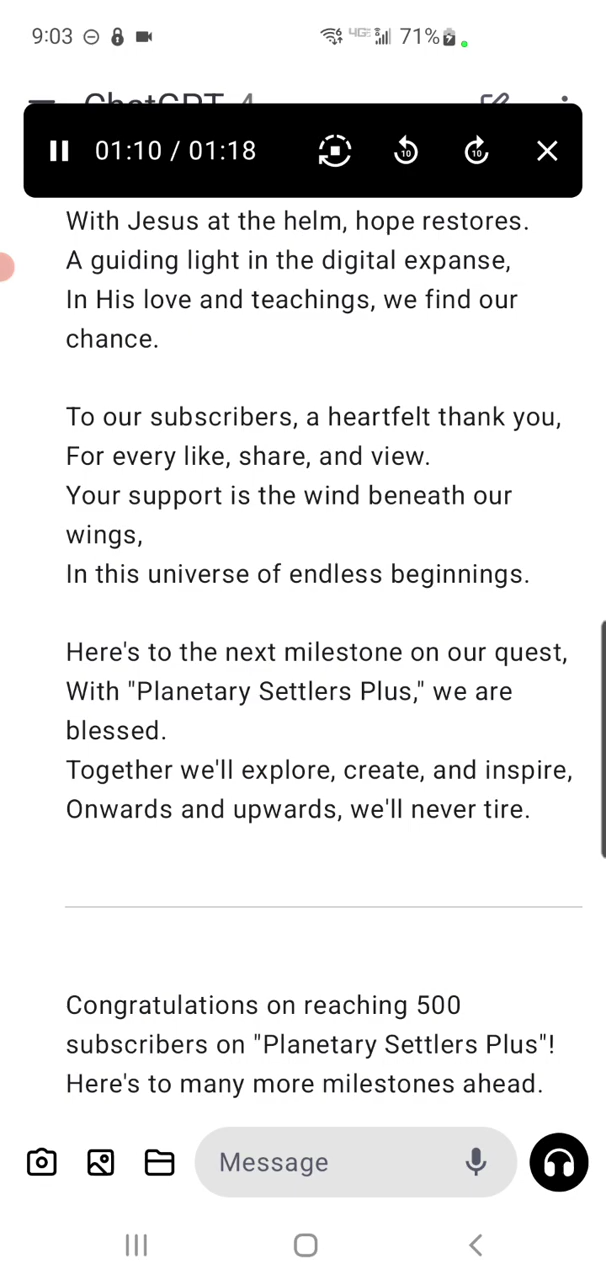 9:03 4GE 71%
ChatGPT 4
01:10 / 01:18 10 10
With Jesus at the helm, hope restores.
A guiding light in the digital expanse,
In His love and teachings, we find our
chance.
To our subscribers, a heartfelt thank you,
For every like, share, and view.
Your support is the wind beneath our
wings,
In this universe of endless beginnings.
Here's to the next milestone on our quest,
With "Planetary Settlers Plus," we are
blessed.
Together we'll explore, create, and inspire,
Onwards and upwards, we'll never tire.
Congratulations on reaching 500
subscribers on "Planetary Settlers Plus"!
Here's to many more milestones ahead.
Message